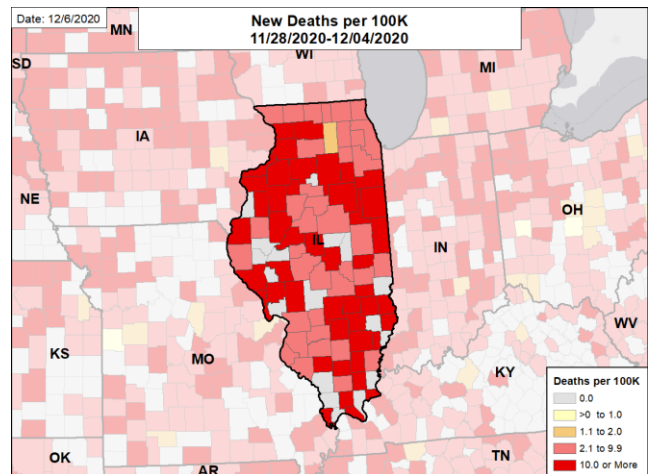 Date: 12/6/2020
New Deaths per 100K
11/28/2020-12/04/2020
MN
WI
SD
MI
IA
NE
OH
IL
IN
WV
KS
MO
KY
OK
AR
TN
Deaths per 100K
0.0
>0 to 1.0
1.1 to 2.0
2.1 to 9.9
10.0 or More